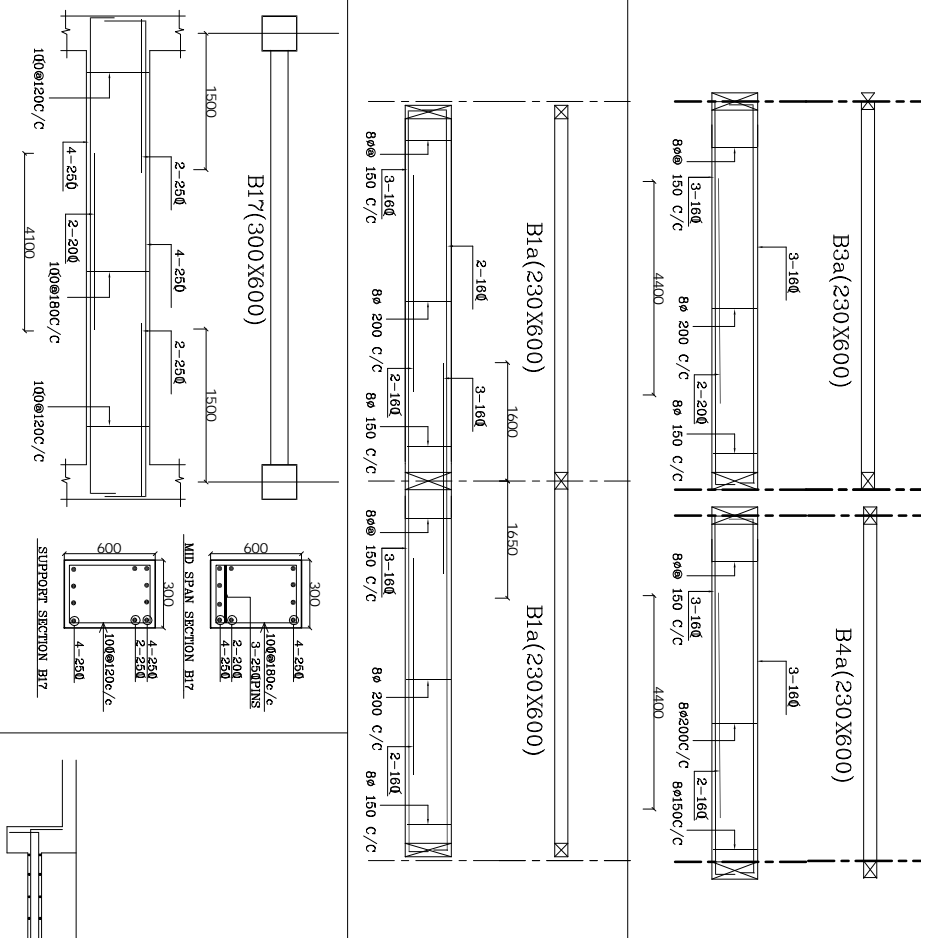 B3a(230X600)
3-16Ø
4400
8ø@ 150 C/C
3-16Ø
8ø 200 C/C
2-20Ø
8ø 150 C/C
B4a(230X600)
3-16Ø
4400
8ø@ 150 C/C
3-16Ø
8ø200C/C
2-16Ø
8ø150C/C
B1a(230X600)
B1a(230X600)
1600
1650
2-16Ø
3-16Ø
8ø@ 150 C/C
3-16Ø
8ø 200 C/C
2-16Ø
8ø 150 C/C
8ø@ 150 C/C
3-16Ø
8ø 200 C/C
2-16Ø
8ø 150 C/C
B17(300X600)
1500
1500
2-25Ø
4-25Ø
2-25Ø
4-25Ø
2-20Ø
10Ø@120C/C
10Ø@180C/C
10Ø@120C/C
4100
300
600
4-25Ø
10Ø@180c/c
3-25ØPINS
2-20Ø
4-25Ø
MID SPAN SECTION B17
300
600
4-25Ø
2-25Ø
10Ø@120c/c
4-25Ø
SUPPORT SECTION B17